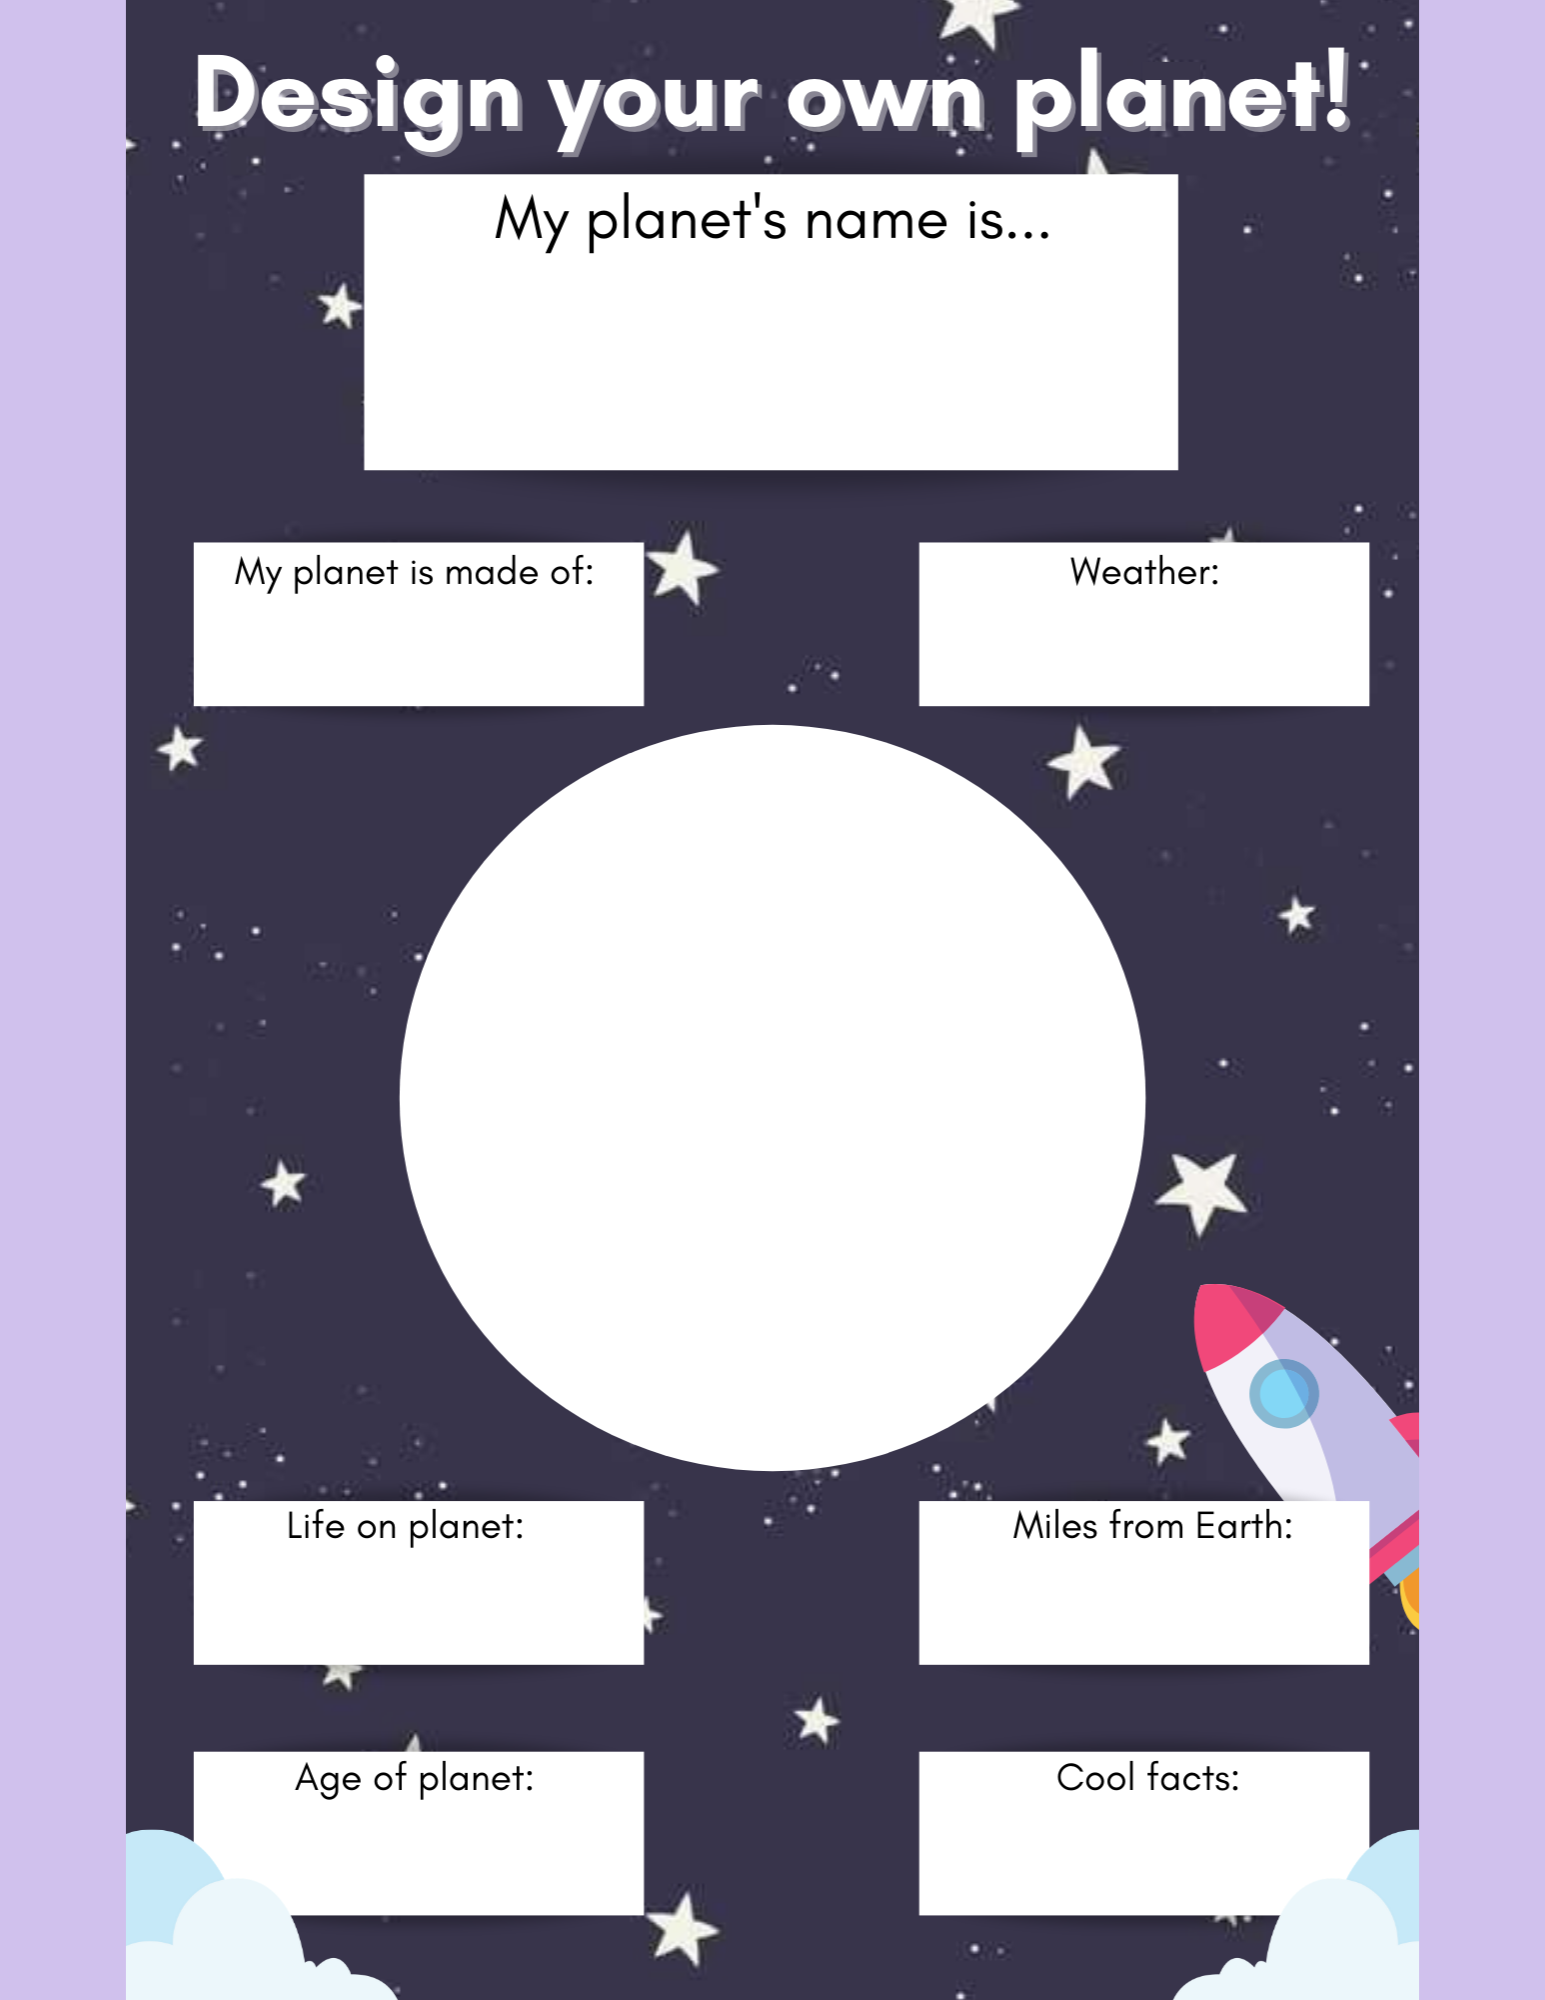 Design your own planet!
My planet's name is...
My planet is made of:
Weather:
Life on planet:
Miles from Earth:
Age of planet:
Cool facts: